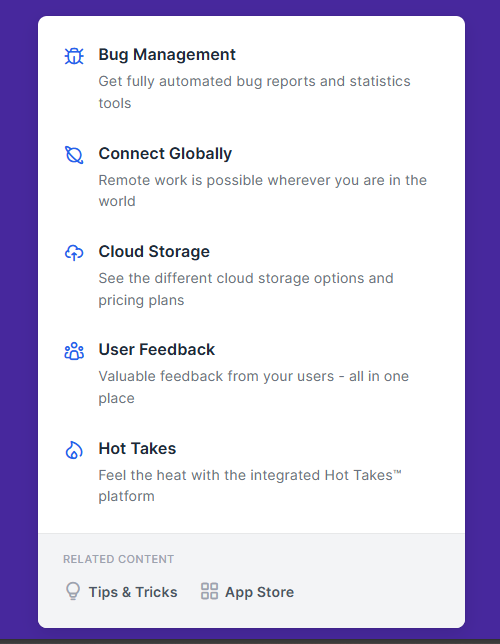 Bug Management
Get fully automated bug reports and statistics
tools
Connect Globally
Remote work is possible wherever you are in the
world
Cloud Storage
See the different cloud storage options and
pricing plans
User Feedback
Valuable feedback from your users - all in one
place
Hot Takes
Feel the heat with the integrated Hot Takes™
platform
RELATED CONTENT
Tips & Tricks App Store